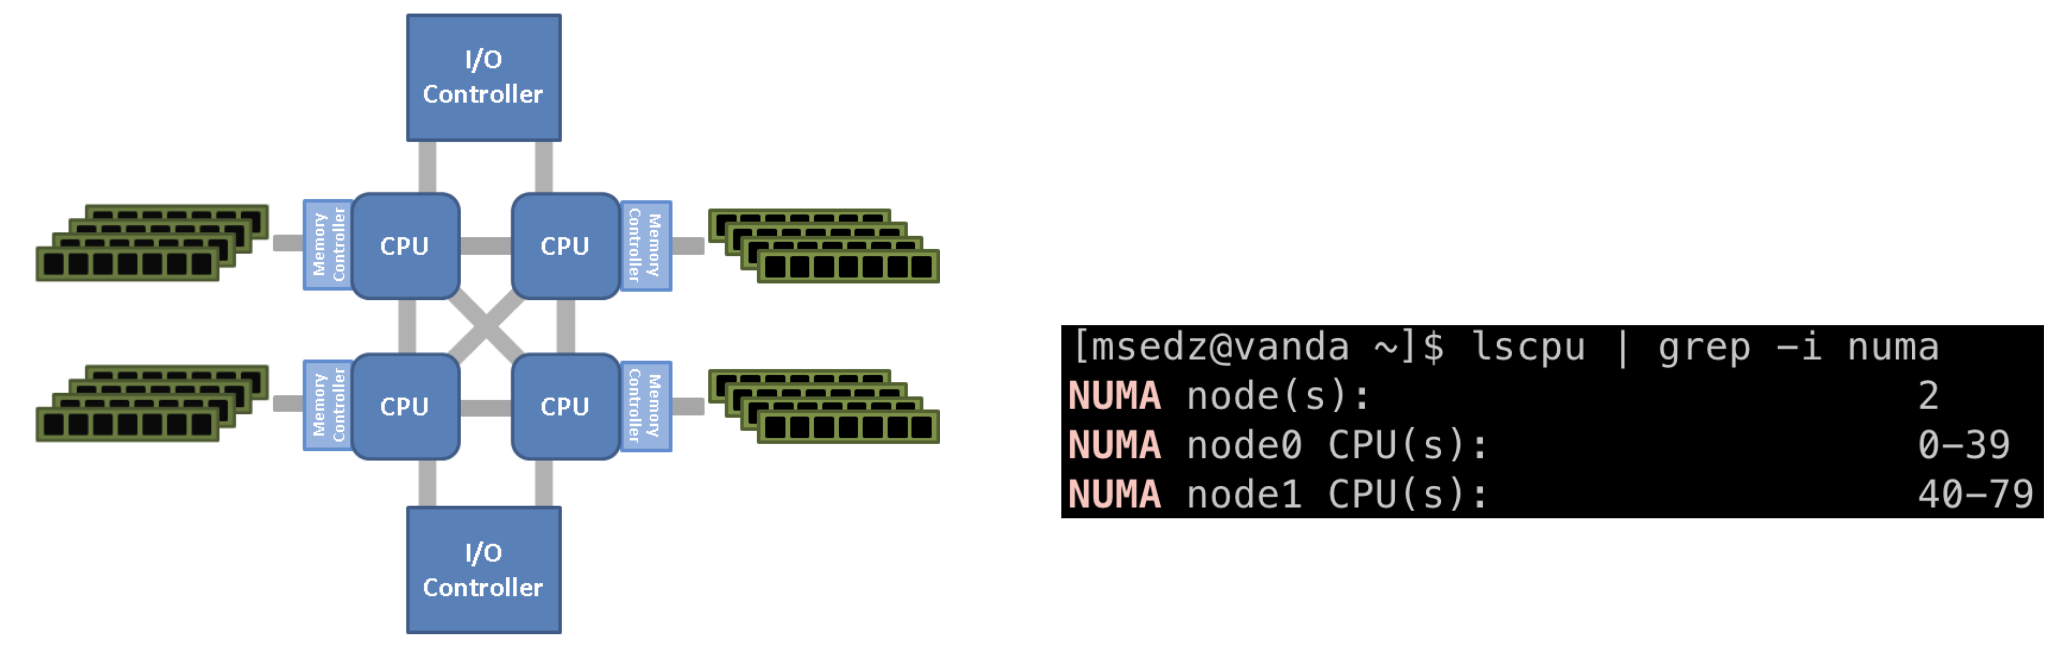 I/O
Controller
Memory
Controller
CPU
CPU
Memory
Controller
Memory
Controller
CPU
CPU
Memory
Controller
I/O
Controller
[msedz@vanda ~]$ lscpu | grep -i numa
NUMA node(s): 2
NUMA node0 CPU(s): 0-39
NUMA node1 CPU(s): 40-79